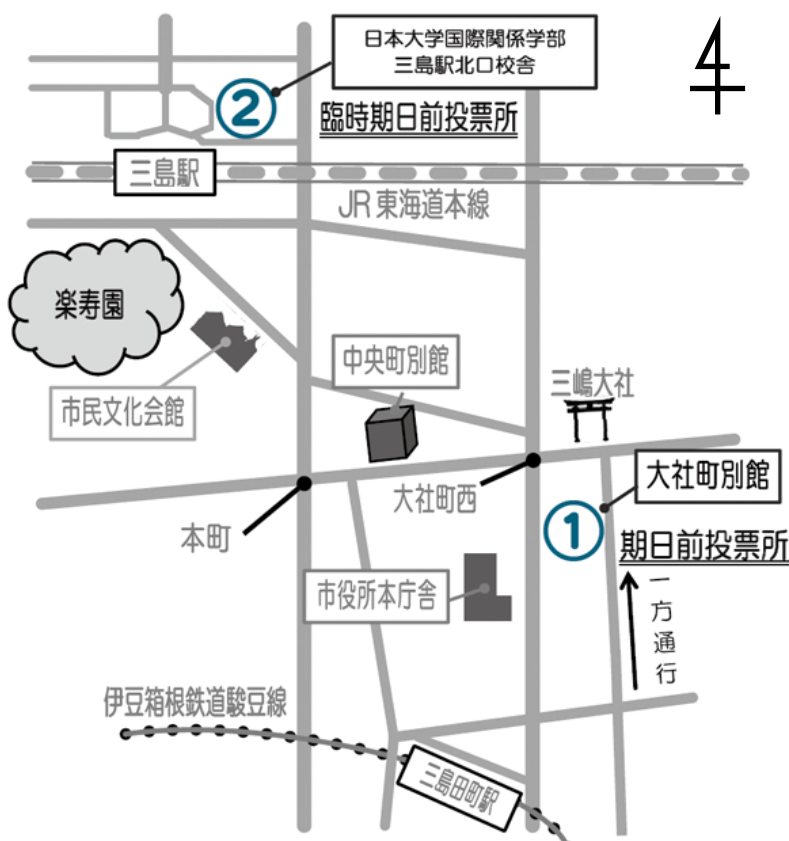 日本大学国際関係学部
三島駅北口校舎
②
臨時期日前投票所
三島駅
JR東海道本線
楽寿園
中央町別館
三嶋大社
市民文化会館
大社町別館
大社町西
①
本町
期日前投票所
市役所本庁舎
一方通行
伊豆箱根鉄道駿豆線
三島田町駅